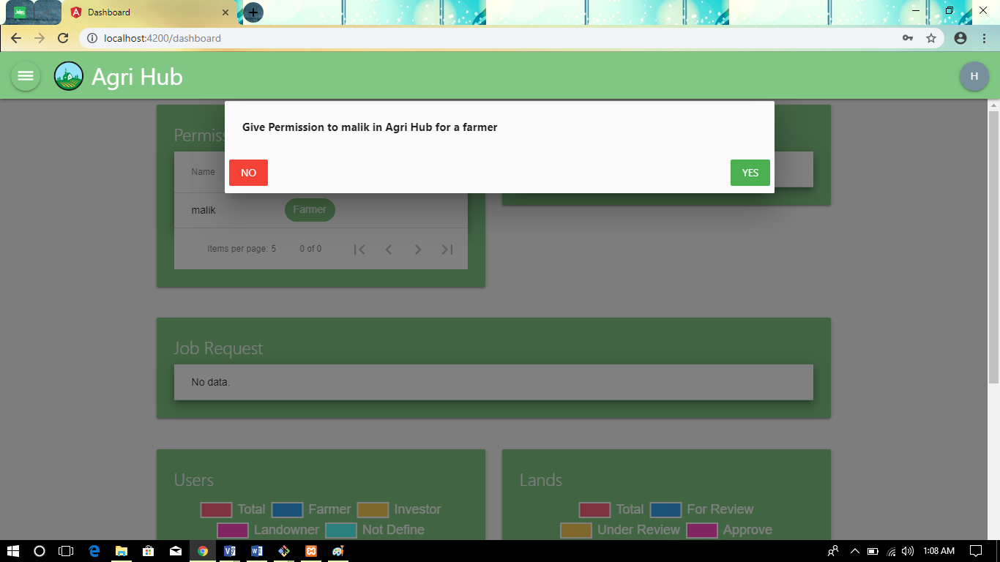 Dashboard
localhost:4200/dashboard
Agri Hub
H
Give Permission to malik in Agri Hub for a farmer
NO
YES
Name
malik
Farmer
Items per page: 5
0 of 0
Job Request
No data.
Users
Total Farmer Investor
Landowner Not Define
Lands
Total For Review
Under Review Approve
1:08 AM